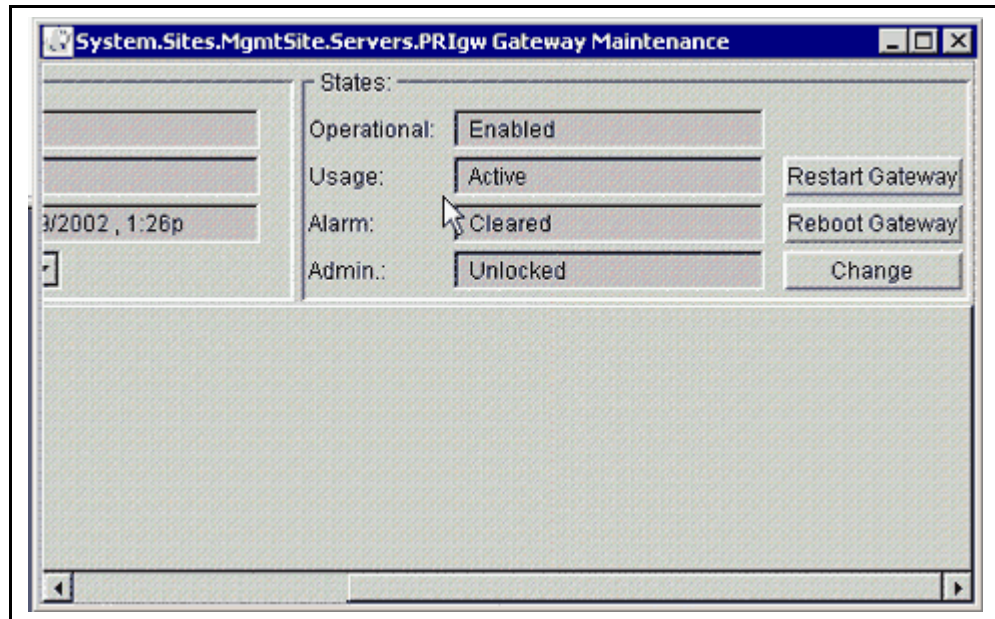 System.Sites.MgmtSite.Servers.PRIgw Gateway Maintenance
States:
Operational: Enabled
Usage: Active Restart Gateway
9/2002 , 1:26p Alarm: Cleared Reboot Gateway
Admin.: Unlocked Change